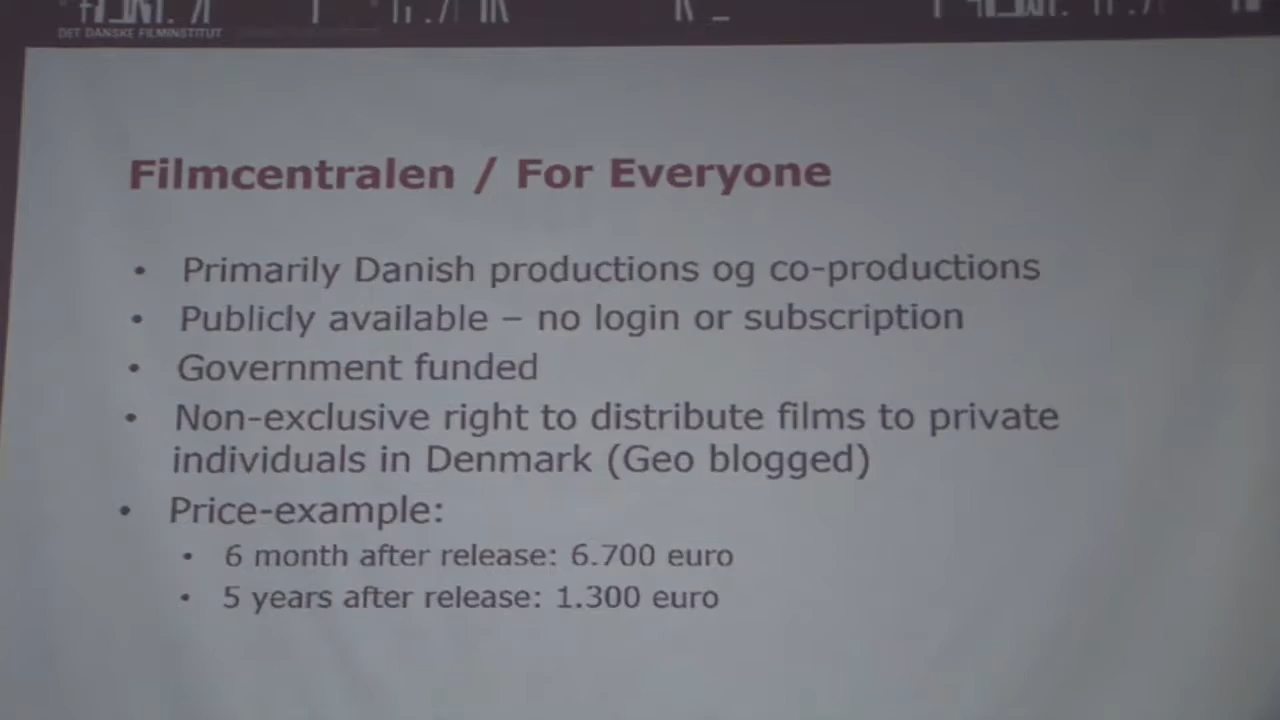 DET DANSKE FILMINSTITUT
Filmcentralen / For Everyone
• Primarily Danish productions og co-productions
• Publicly available – no login or subscription
• Government funded
• Non-exclusive right to distribute films to private
individuals in Denmark (Geo blogged)
• Price-example:
• 6 month after release: 6.700 euro
• 5 years after release: 1.300 euro